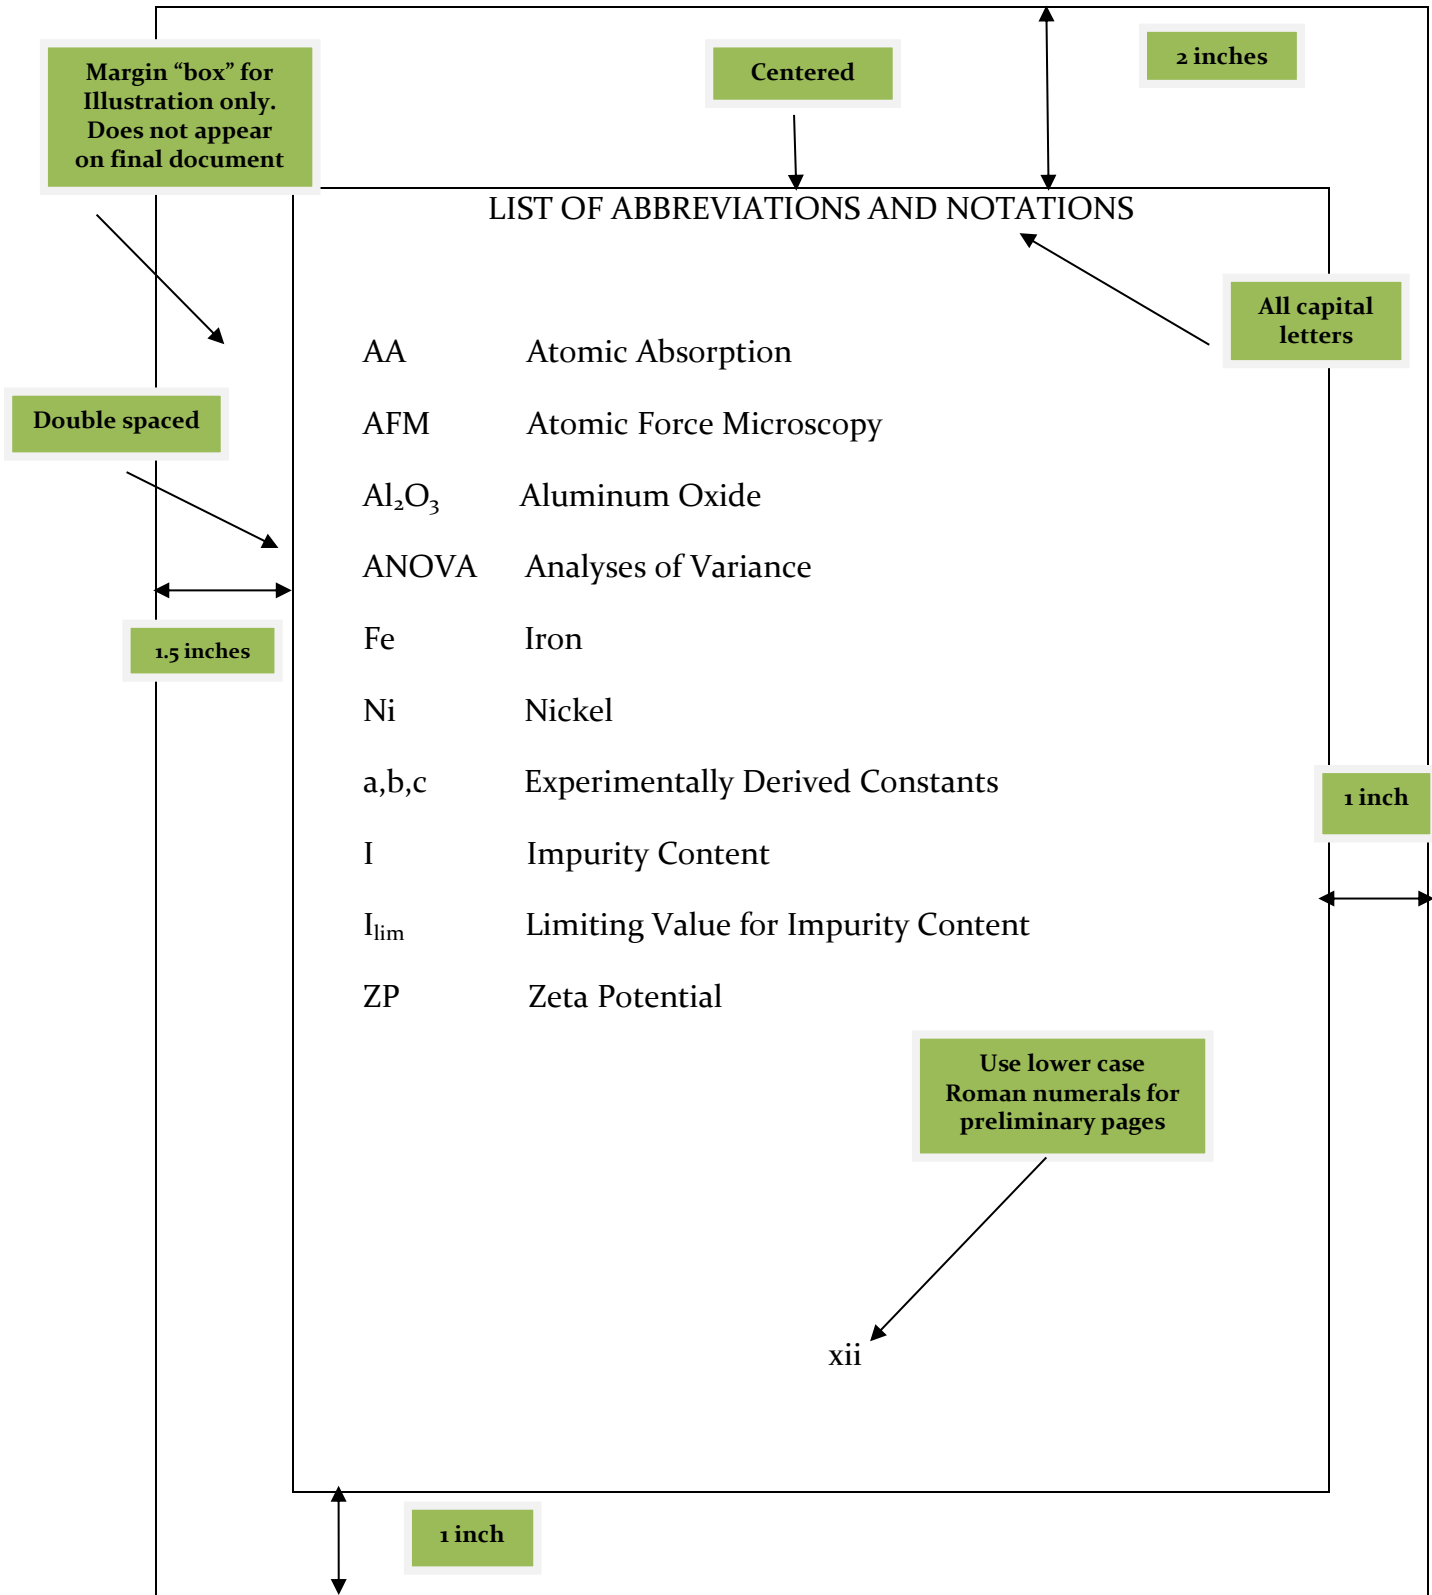 2 inches
Margin “box” for
Illustration only.
Does not appear
on final document
Centered
LIST OF ABBREVIATIONS AND NOTATIONS
All capital
letters
AA Atomic Absorption
Double spaced
AFM Atomic Force Microscopy
Al₂O₃ Aluminum Oxide
ANOVA Analyses of Variance
Fe Iron
1.5 inches
Ni Nickel
a,b,c Experimentally Derived Constants
1 inch
I Impurity Content
Iₗᵢₘ Limiting Value for Impurity Content
ZP Zeta Potential
Use lower case
Roman numerals for
preliminary pages
xii
1 inch